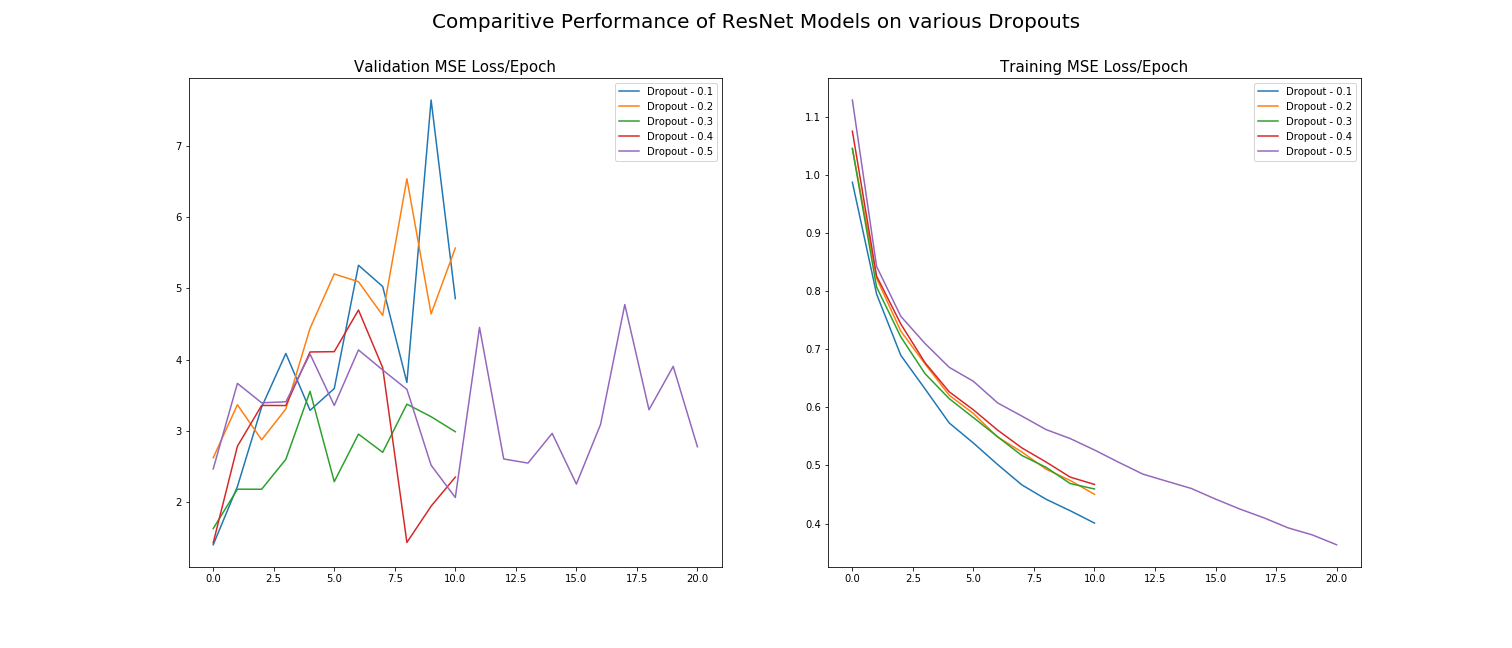 Comparitive Performance of ResNet Models on various Dropouts
Validation MSE Loss/Epoch
Dropout - 0.1
Dropout - 0.2
Dropout - 0.3
Dropout - 0.4
Dropout - 0.5
7
6
5
4
3
2
0.0 2.5 5.0 7.5 10.0 12.5 15.0 17.5 20.0
Training MSE Loss/Epoch
Dropout - 0.1
Dropout - 0.2
Dropout - 0.3
Dropout - 0.4
Dropout - 0.5
1.1
1.0
0.9
0.8
0.7
0.6
0.5
0.4
0.0 2.5 5.0 7.5 10.0 12.5 15.0 17.5 20.0